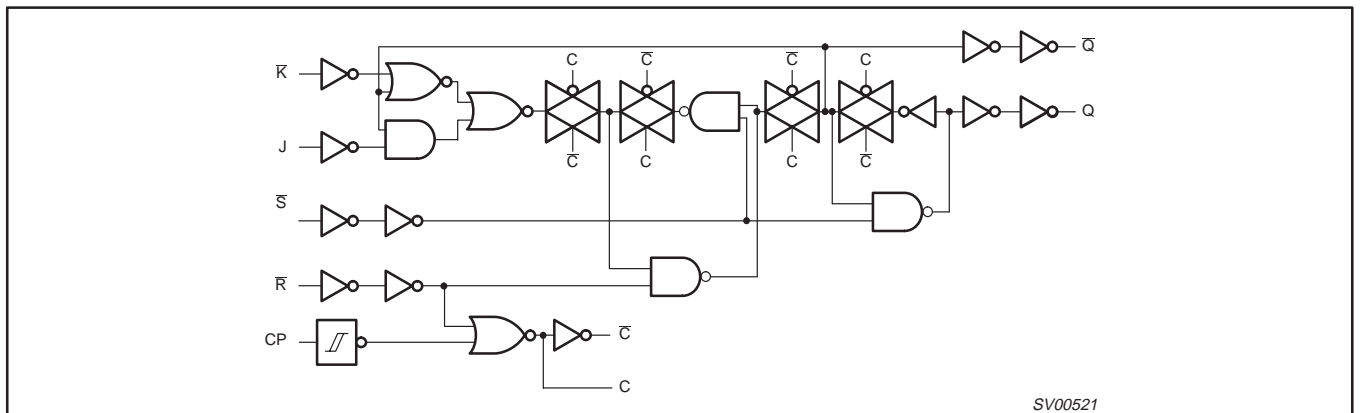 Q̅
C C̅ C̅ C
K̅
Q
J
C̅ C C C̅
S̅
R̅
C̅
CP
C
SV00521